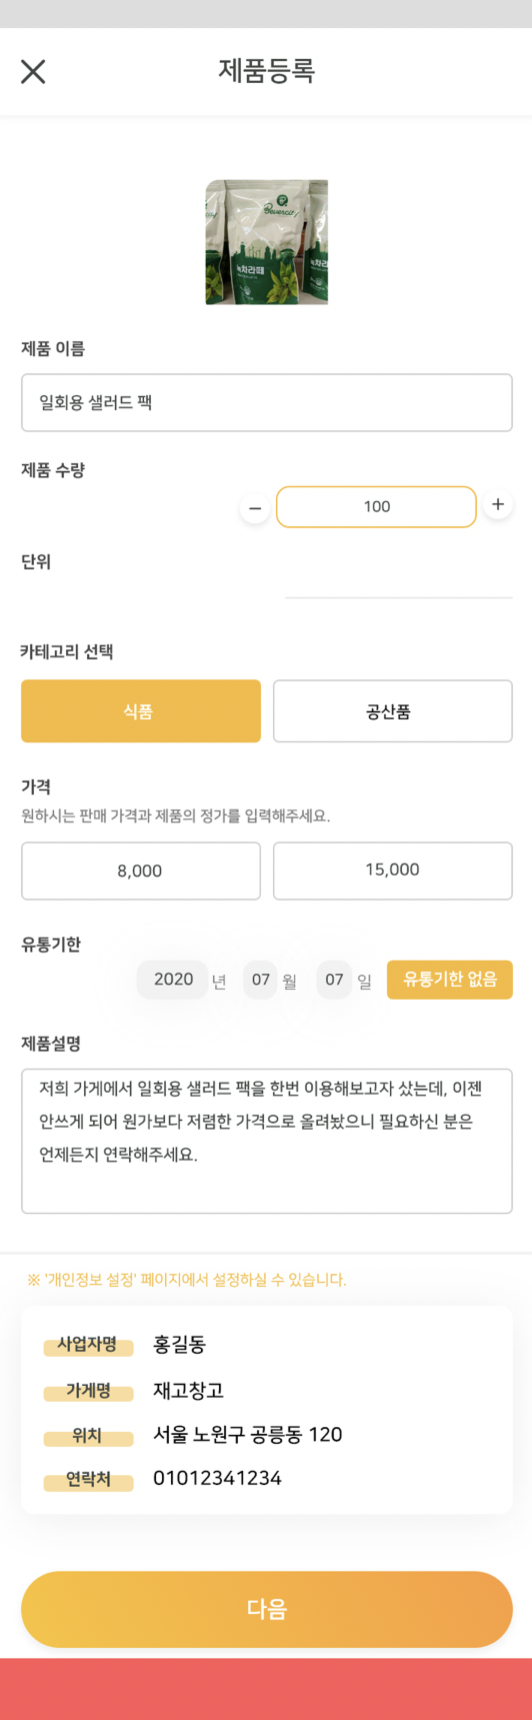 제품등록
Bevercity
녹차라떼
제품 이름
일회용 샐러드 팩
제품 수량
− 100 +
단위
카테고리 선택
식품 공산품
가격
원하시는 판매 가격과 제품의 정가를 입력해주세요.
8,000 15,000
유통기한
2020 년 07 월 07 일 유통기한 없음
제품설명
저희 가게에서 일회용 샐러드 팩을 한번 이용해보고자 샀는데, 이젠
안쓰게 되어 원가보다 저렴한 가격으로 올려놨으니 필요하신 분은
언제든지 연락해주세요.
※ '개인정보 설정' 페이지에서 설정하실 수 있습니다.
사업자명 홍길동
가게명 재고창고
위치 서울 노원구 공릉동 120
연락처 01012341234
다음